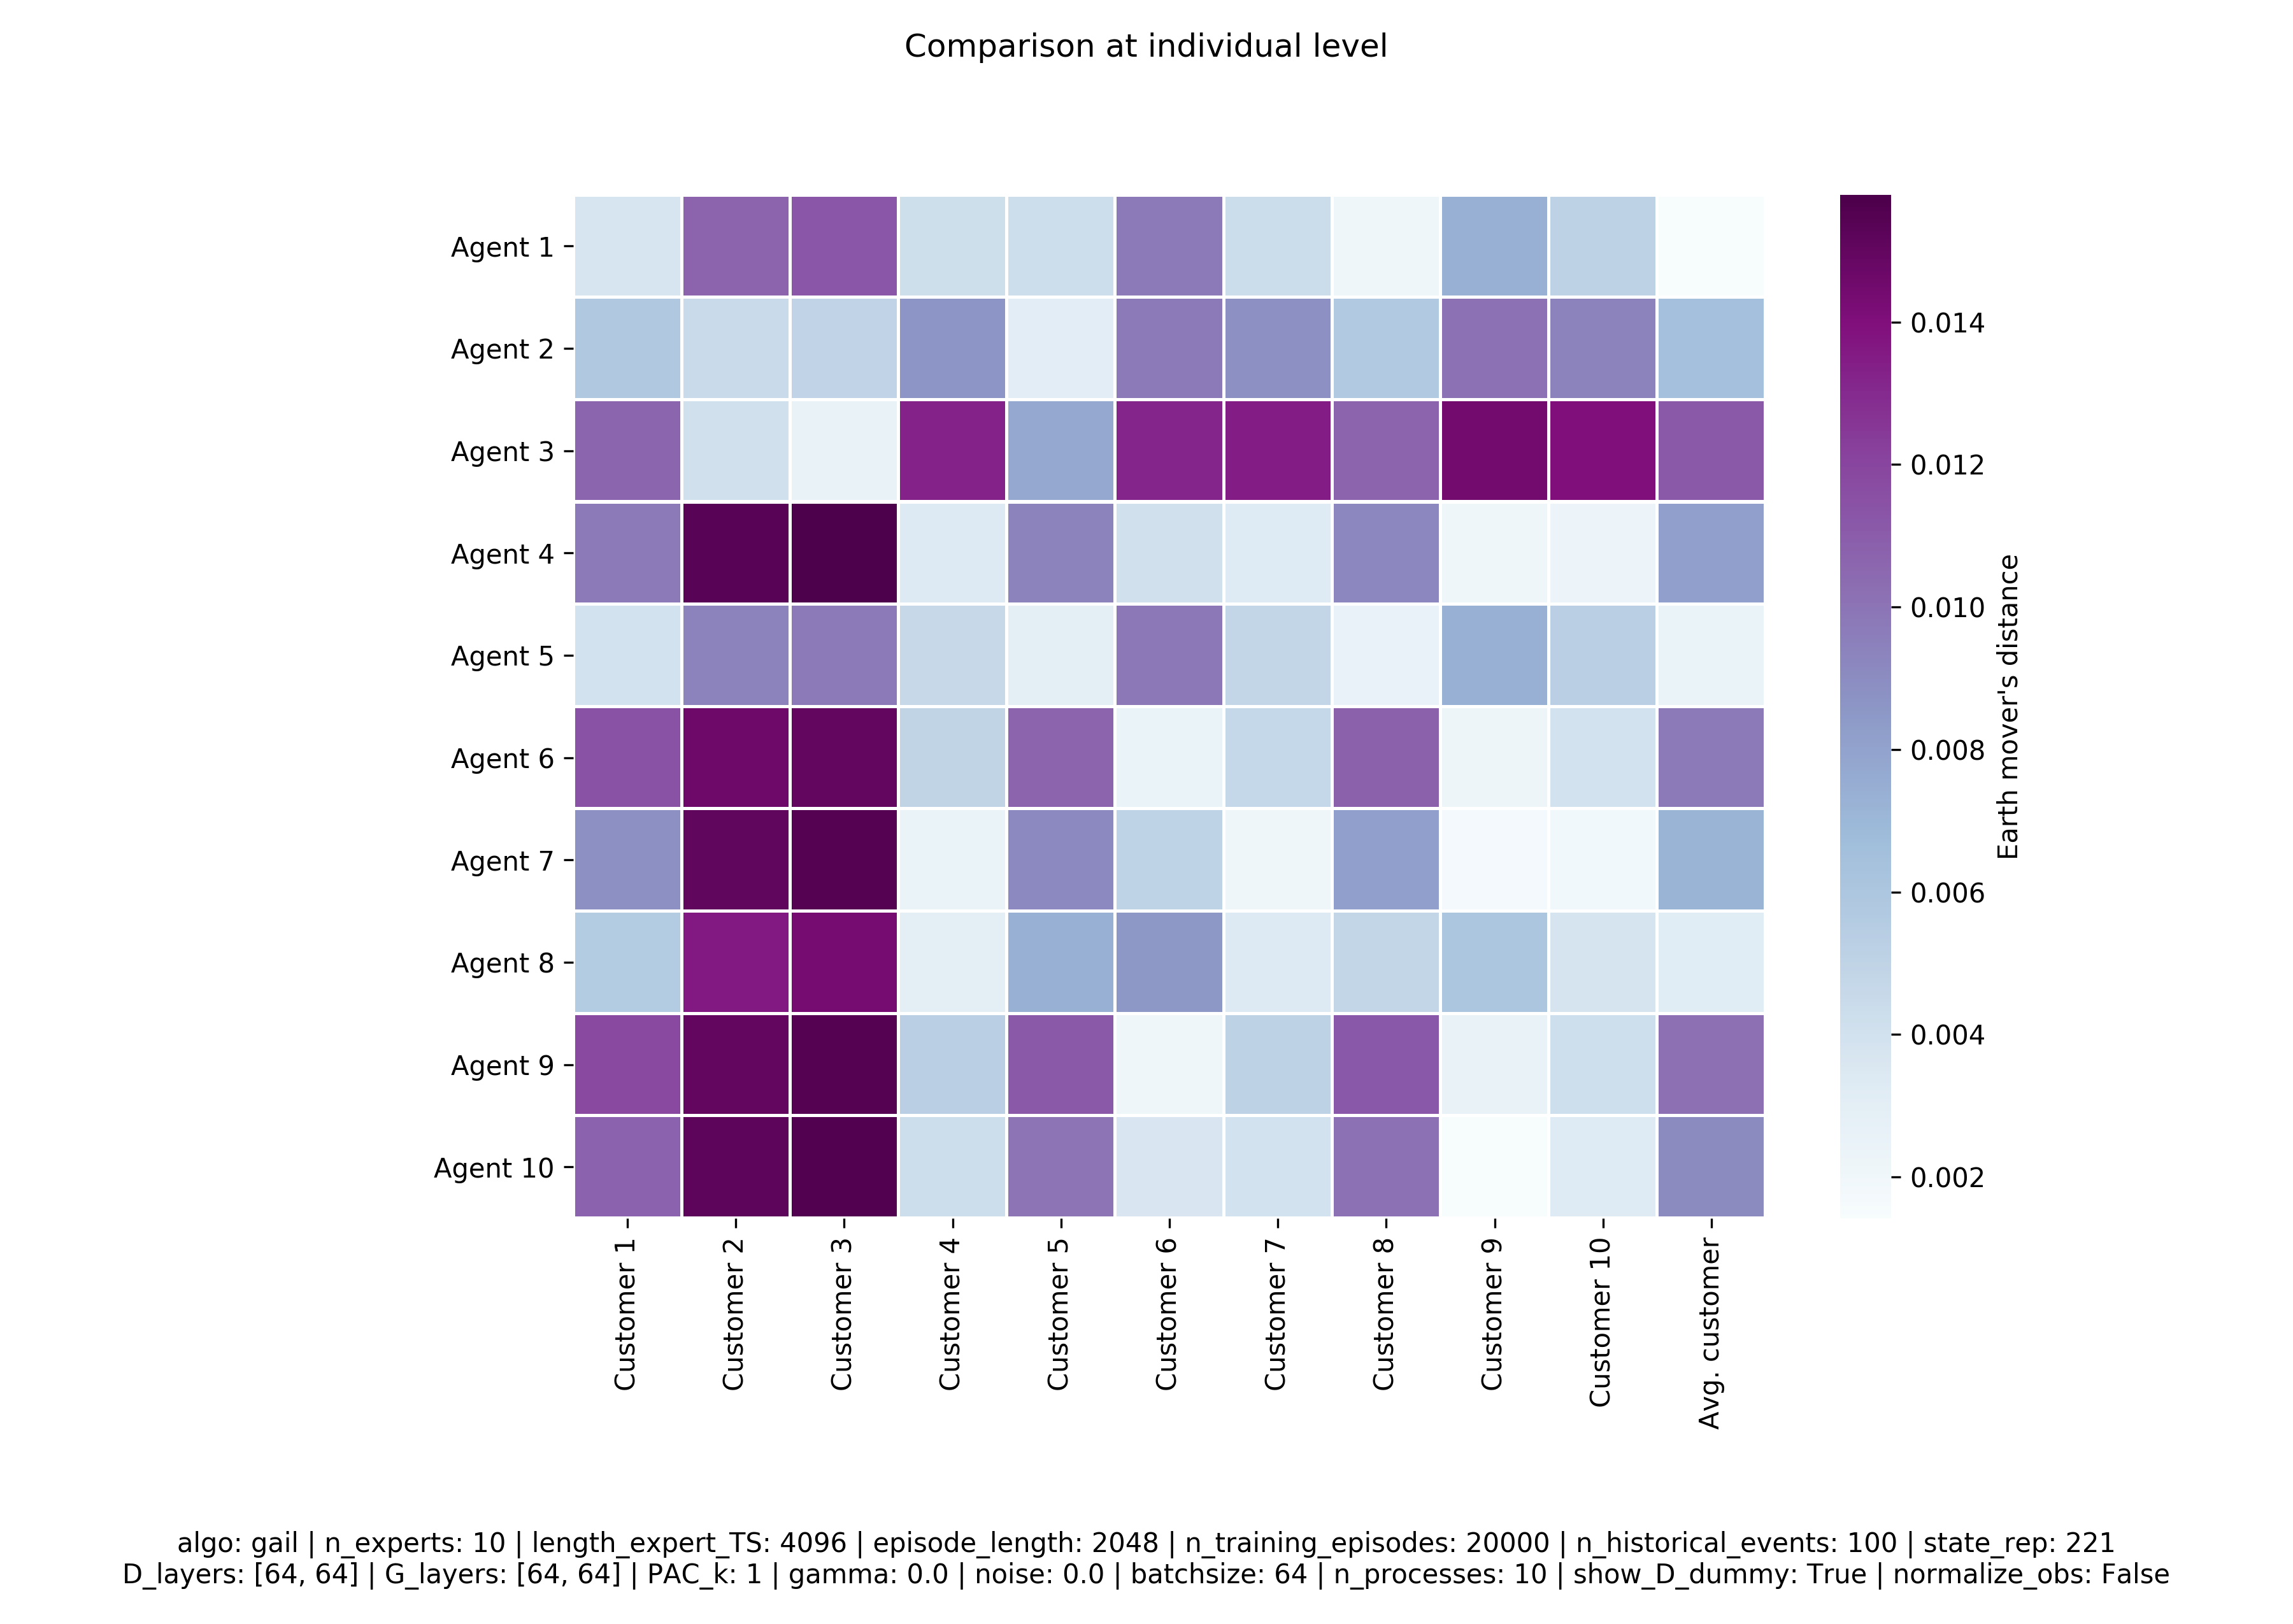 Comparison at individual level
Agent 1
Agent 2
Agent 3
Agent 4
Agent 5
Agent 6
Agent 7
Agent 8
Agent 9
Agent 10
Customer 1
Customer 2
Customer 3
Customer 4
Customer 5
Customer 6
Customer 7
Customer 8
Customer 9
Customer 10
Avg. customer
0.014
0.012
0.010
0.008
0.006
0.004
0.002
Earth mover's distance
algo: gail | n_experts: 10 | length_expert_TS: 4096 | episode_length: 2048 | n_training_episodes: 20000 | n_historical_events: 100 | state_rep: 221
D_layers: [64, 64] | G_layers: [64, 64] | PAC_k: 1 | gamma: 0.0 | noise: 0.0 | batchsize: 64 | n_processes: 10 | show_D_dummy: True | normalize_obs: False